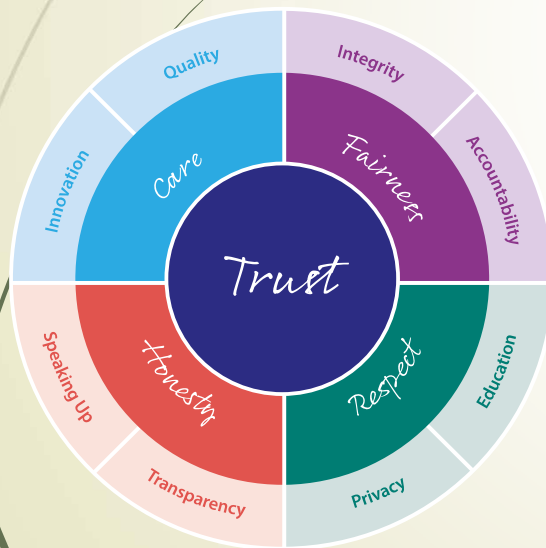 Quality
Integrity
Innovation
Care
Fairness
Accountability
Trust
Speaking Up
Honesty
Respect
Education
Transparency
Privacy